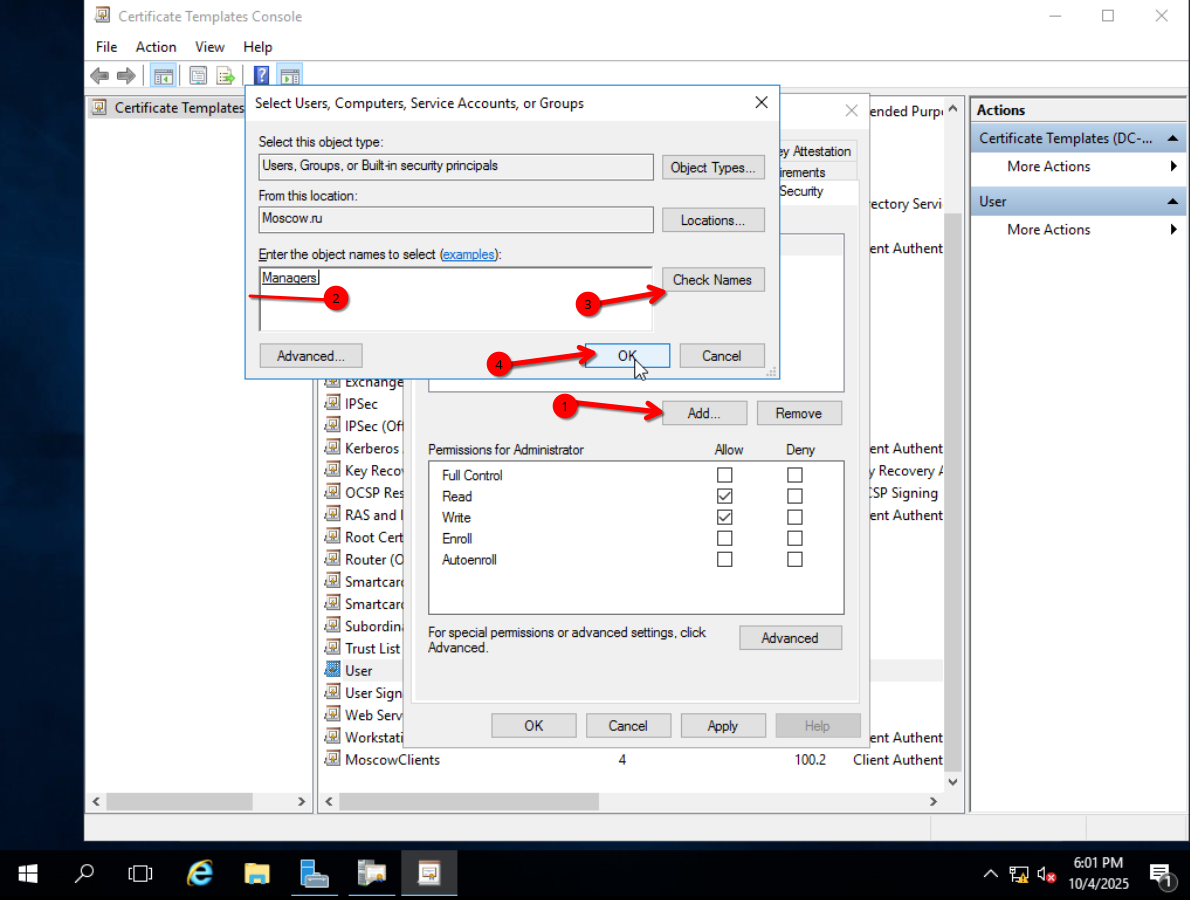 Certificate Templates Console
File Action View Help
Certificate Templates
Select Users, Computers, Service Accounts, or Groups
Select this object type:
Users, Groups, or Built-in security principals
Object Types...
From this location:
Moscow.ru
Locations...
Enter the object names to select (examples):
Managers
Check Names
2
3
Advanced...
4
OK
Cancel
ended Purp
ey Attestation
irements
Security
ectory Servi
ent Authent
1
Add...
Remove
Permissions for Administrator Allow Deny
Full Control
Read
Write
Enroll
Autoenroll
For special permissions or advanced settings, click
Advanced.
Advanced
OK
Cancel
Apply
Help
Exchange
IPSec
IPSec (Off
Kerberos ent Authent
Key Recov y Recovery A
OCSP Res CSP Signing
RAS and I ent Authent
Root Cert
Router (O
Smartcard
Smartcard
Subordina
Trust List
User
User Sign
Web Serv
Workstati ent Authent
MoscowClients 4 100.2 Client Authent
Actions
Certificate Templates (DC-...
More Actions
User
More Actions
6:01 PM
10/4/2025
1